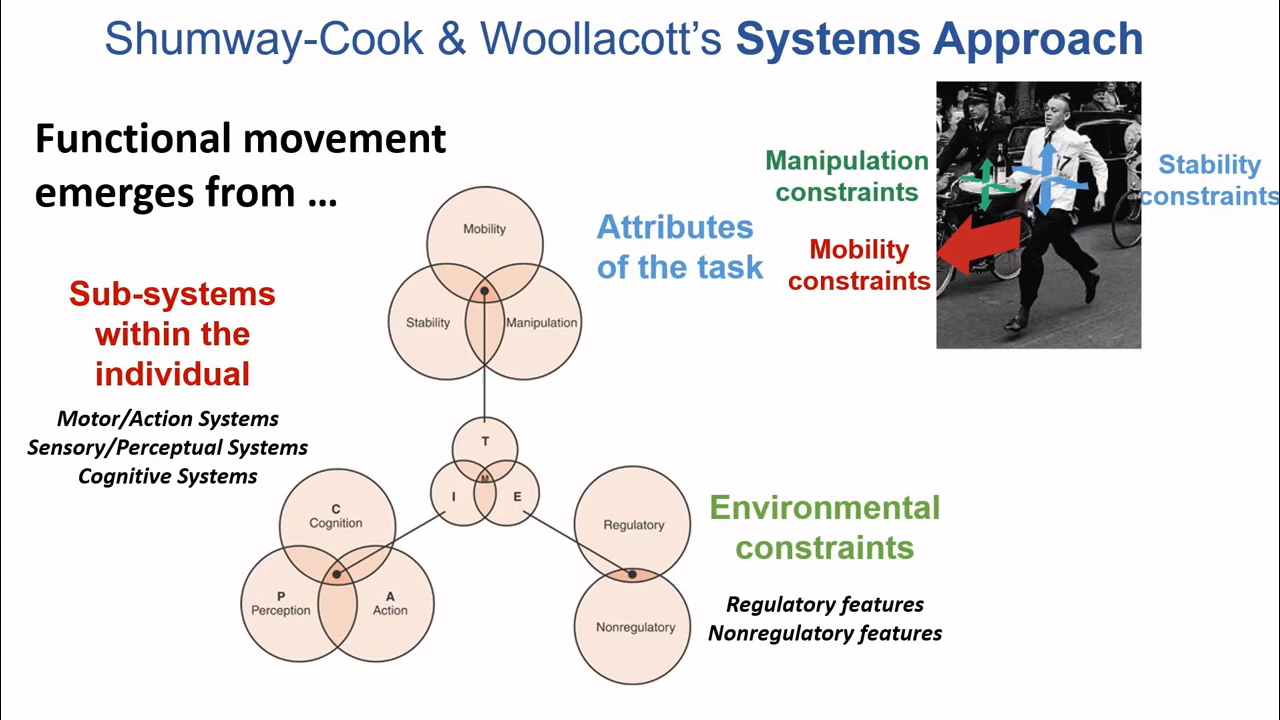 Shumway-Cook & Woollacott's Systems Approach
Functional movement
emerges from ...
Sub-systems
within the
individual
Motor/Action Systems
Sensory/Perceptual Systems
Cognitive Systems
Mobility
Stability
Manipulation
T
M
I
E
C
Cognition
P
Perception
A
Action
Regulatory
Nonregulatory
Attributes
of the task
Manipulation
constraints
Mobility
constraints
17
Stability
constraints
Environmental
constraints
Regulatory features
Nonregulatory features